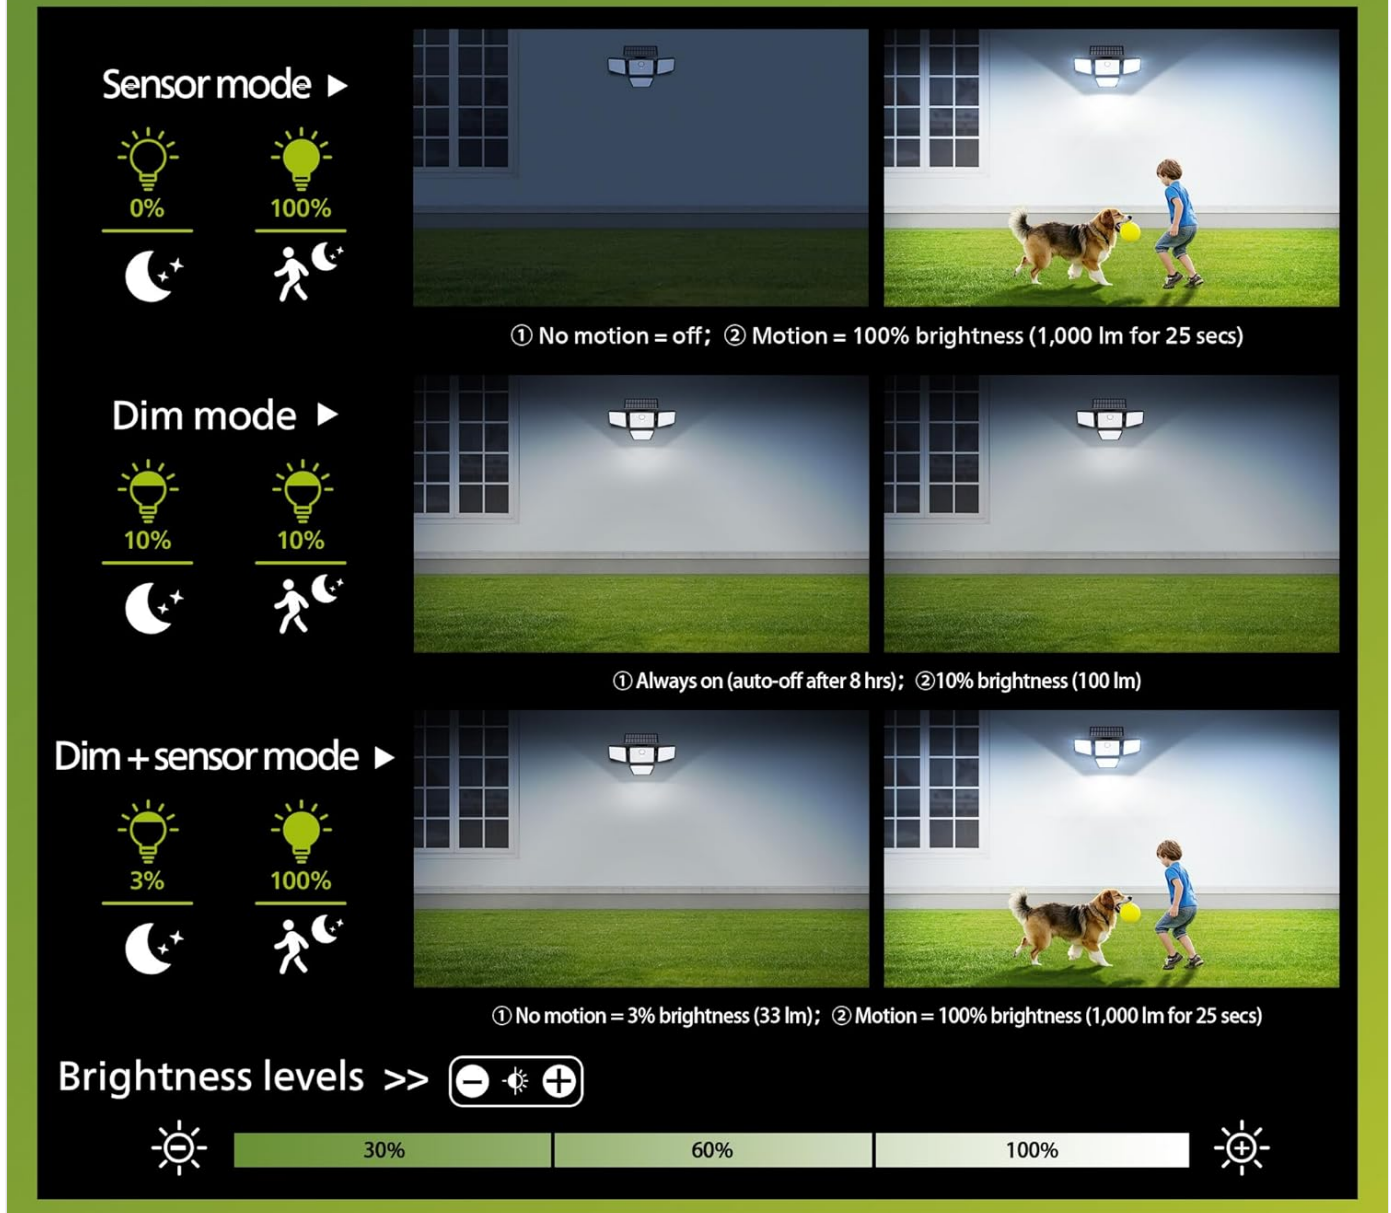 Sensor mode ▶
0%
100%
① No motion = off; ② Motion = 100% brightness (1,000 lm for 25 secs)
Dim mode ▶
10%
10%
① Always on (auto-off after 8 hrs); ②10% brightness (100 lm)
Dim + sensor mode ▶
3%
100%
① No motion = 3% brightness (33 lm); ② Motion = 100% brightness (1,000 lm for 25 secs)
Brightness levels >>
30%
60%
100%